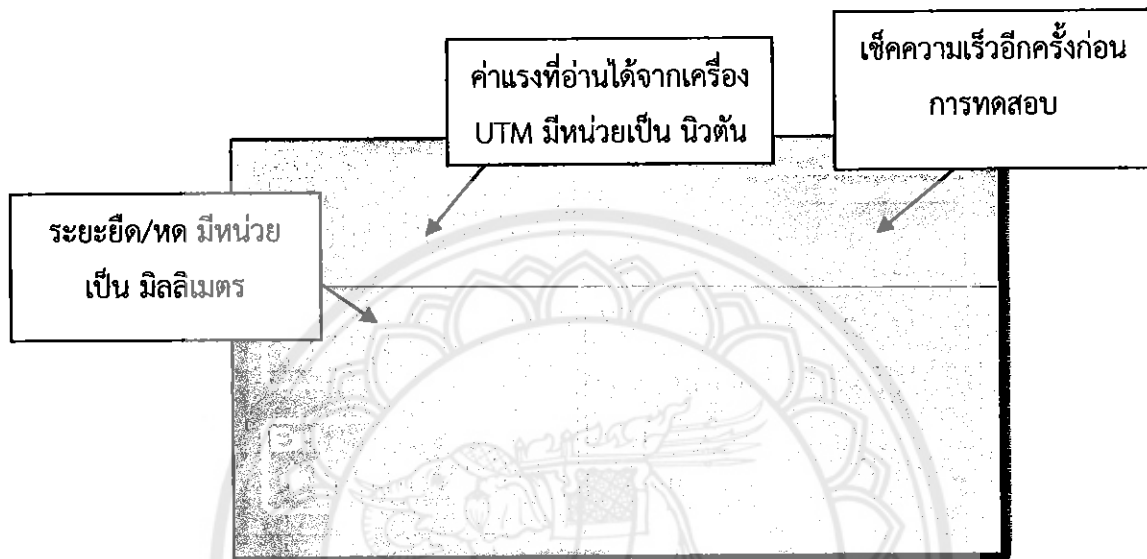 ค่าแรงที่อ่านได้จากเครื่อง
UTM มีหน่วยเป็น นิวตัน
เช็คความเร็วอีกครั้งก่อน
การทดสอบ
ระยะยืด/หด มีหน่วย
เป็น มิลลิเมตร